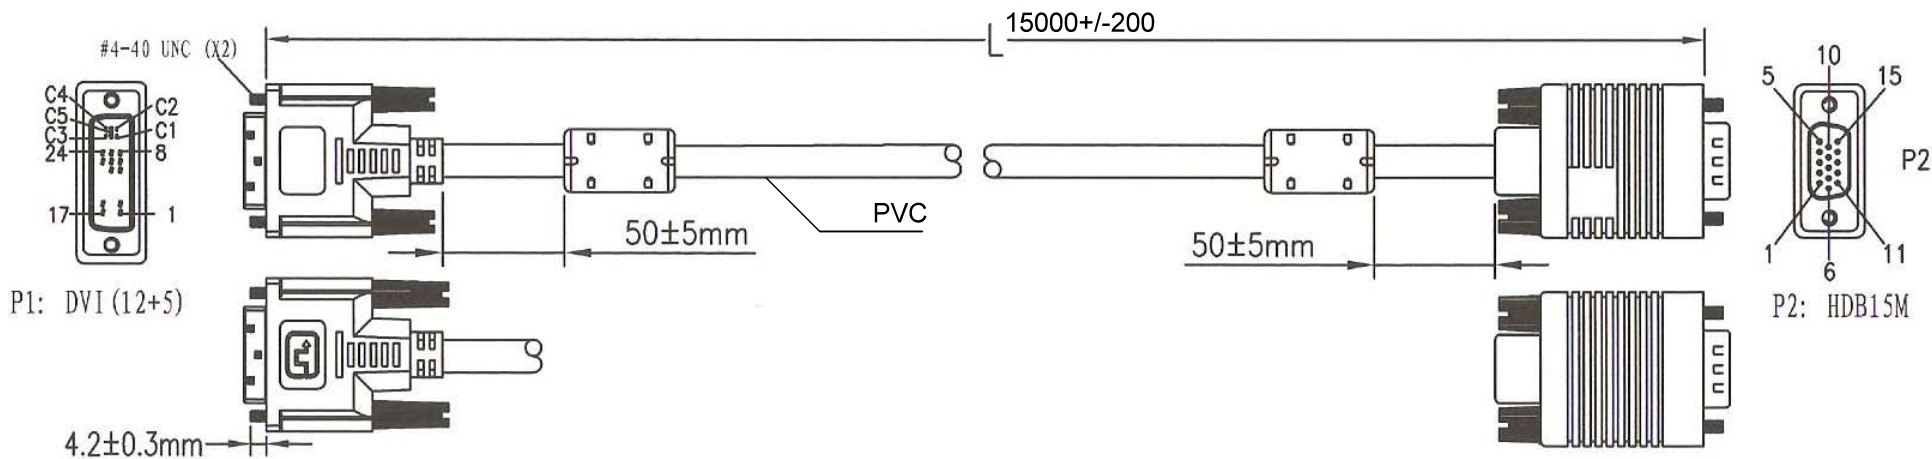 15000+/-200
L
#4-40 UNC (X2)
C4
C5
C3
24
17
C2
C1
8
1
PVC
50±5mm
50±5mm
10
5
15
1
11
6
P2
P1: DVI(12+5)
P2: HDB15M
4.2±0.3mm